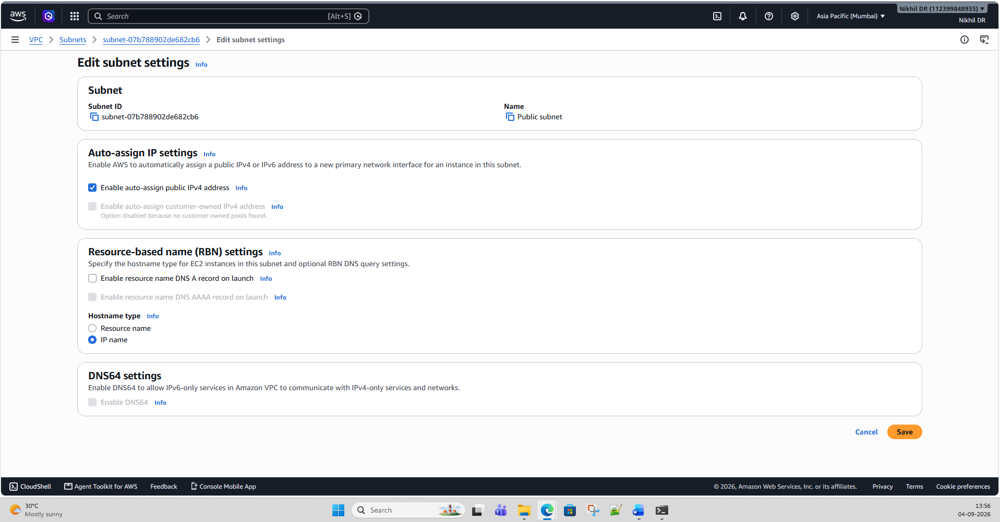 aws
Search [Alt+S]
Asia Pacific (Mumbai) ▼
Nikhil DR (112399848935) ▼
Nikhil DR
VPC > Subnets > subnet-07b788902de682cb6 > Edit subnet settings
Edit subnet settings Info
Subnet
Subnet ID
subnet-07b788902de682cb6
Name
Public subnet
Auto-assign IP settings Info
Enable AWS to automatically assign a public IPv4 or IPv6 address to a new primary network interface for an instance in this subnet.
Enable auto-assign public IPv4 address Info
Enable auto-assign customer-owned IPv4 address Info
Option disabled because no customer owned pools found.
Resource-based name (RBN) settings Info
Specify the hostname type for EC2 instances in this subnet and optional RBN DNS query settings.
Enable resource name DNS A record on launch Info
Enable resource name DNS AAAA record on launch Info
Hostname type Info
Resource name
IP name
DNS64 settings
Enable DNS64 to allow IPv6-only services in Amazon VPC to communicate with IPv4-only services and networks.
Enable DNS64 Info
Cancel Save
CloudShell Agent Toolkit for AWS Feedback Console Mobile App © 2026, Amazon Web Services, Inc. or its affiliates. Privacy Terms Cookie preferences
30°C
Mostly sunny
Search
13:56
04-09-2026